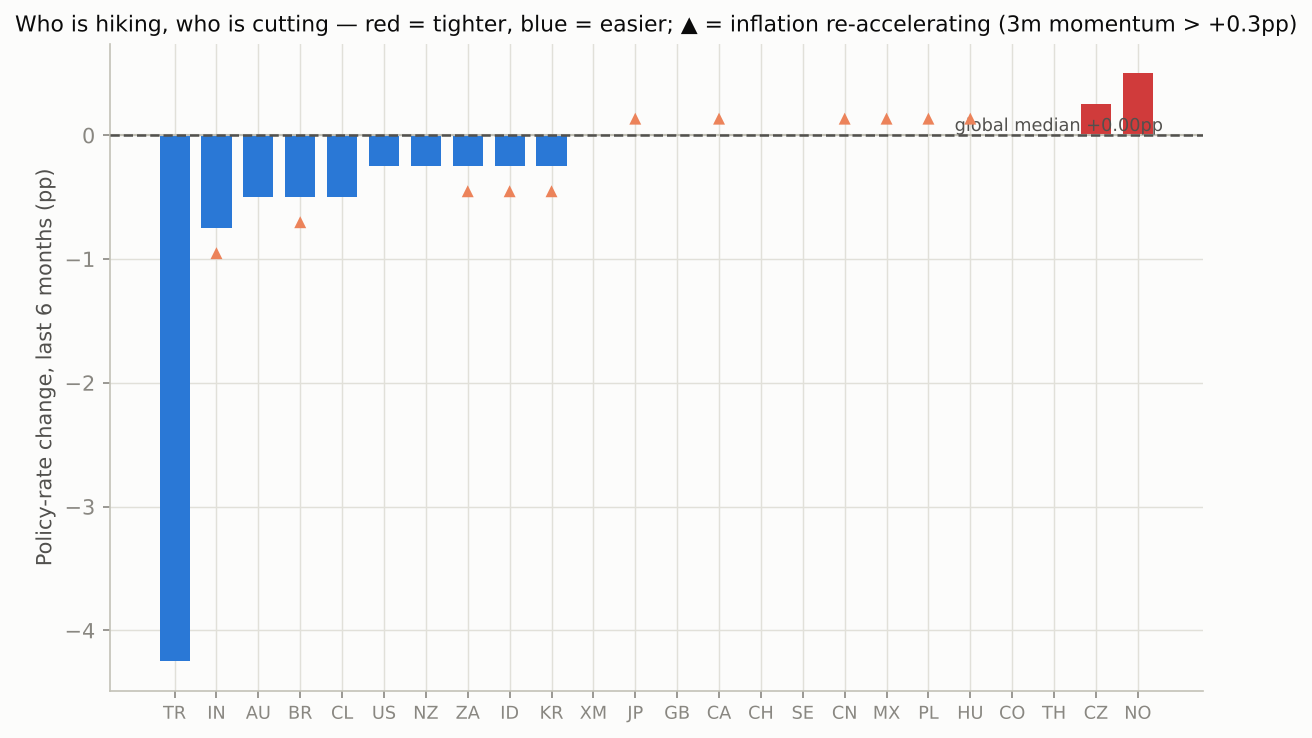 Who is hiking, who is cutting — red = tighter, blue = easier; ▲ = inflation re-accelerating (3m momentum > +0.3pp)
Policy-rate change, last 6 months (pp)
0
−1
−2
−3
−4
global median +0.00pp
TR IN AU BR CL US NZ ZA ID KR XM JP GB CA CH SE CN MX PL HU CO TH CZ NO